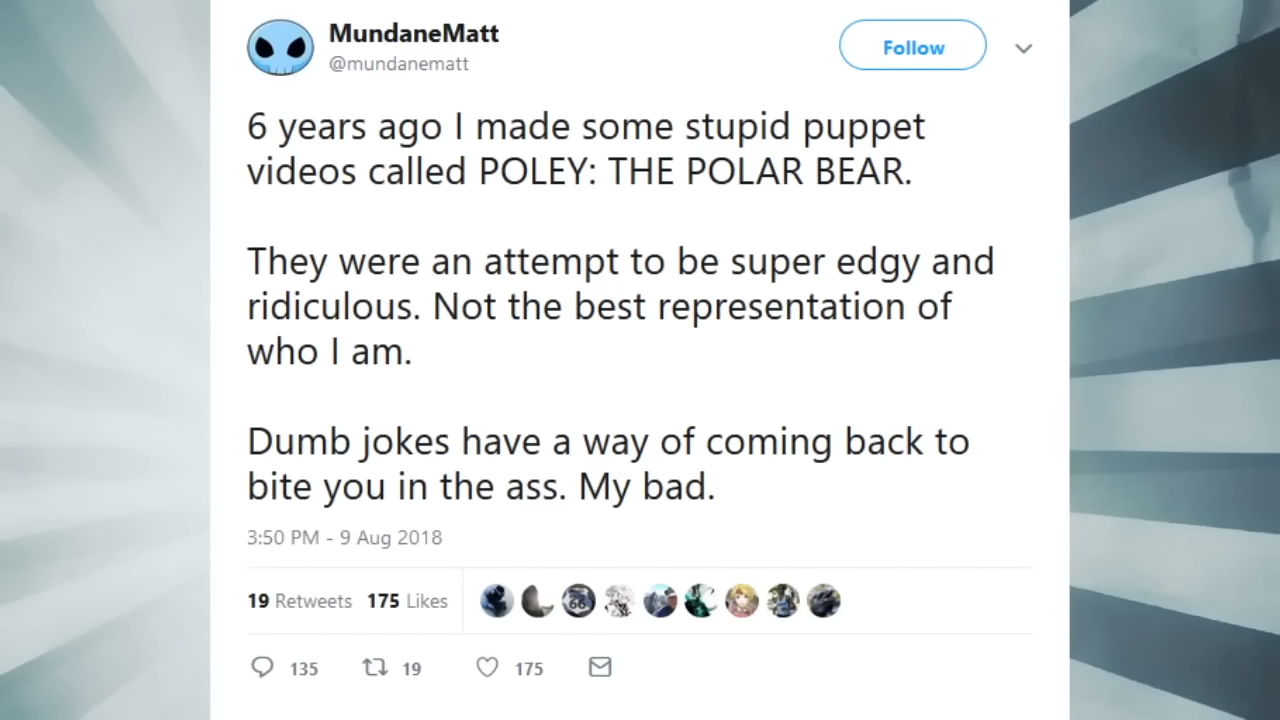 MundaneMatt
@mundanematt
Follow
6 years ago I made some stupid puppet
videos called POLEY: THE POLAR BEAR.
They were an attempt to be super edgy and
ridiculous. Not the best representation of
who I am.
Dumb jokes have a way of coming back to
bite you in the ass. My bad.
3:50 PM - 9 Aug 2018
19 Retweets 175 Likes
66
135 19 175